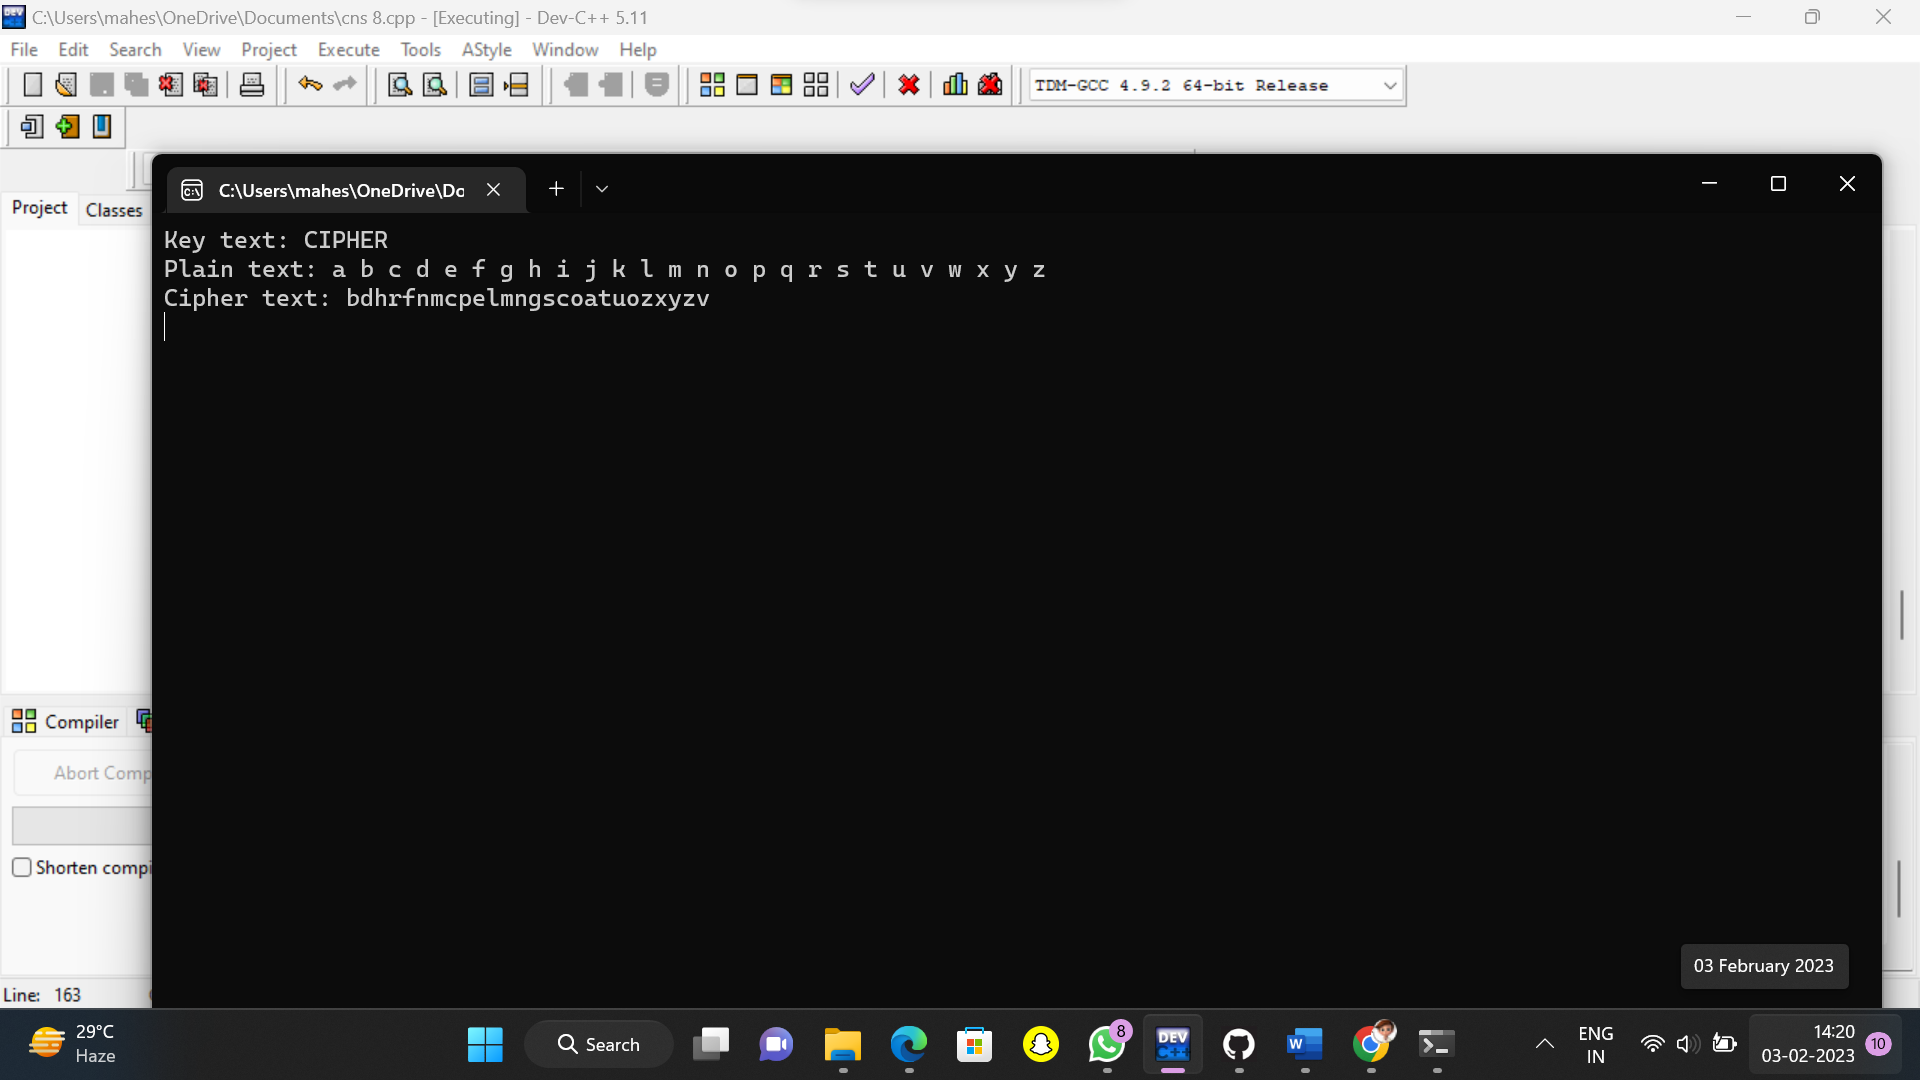 C:\Users\mahes\OneDrive\Documents\cns 8.cpp - [Executing] - Dev-C++ 5.11
File Edit Search View Project Execute Tools AStyle Window Help
TDM-GCC 4.9.2 64-bit Release
C:\Users\mahes\OneDrive\Do
Project Classes
Key text: CIPHER
Plain text: a b c d e f g h i j k l m n o p q r s t u v w x y z
Cipher text: bdhrfnmcpelmngscoatuozxyzv
Compiler
Abort Comp
Shorten compi
03 February 2023
Line: 163
29°C
Haze
Search
8
DEV
C++
ENG
IN
14:20
03-02-2023
10